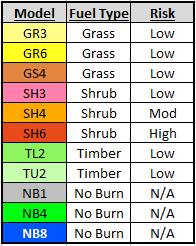 Model Fuel Type Risk
GR3 Grass Low
GR6 Grass Low
GS4 Grass Low
SH3 Shrub Low
SH4 Shrub Mod
SH6 Shrub High
TL2 Timber Low
TU2 Timber Low
NB1 No Burn N/A
NB4 No Burn N/A
NB8 No Burn N/A